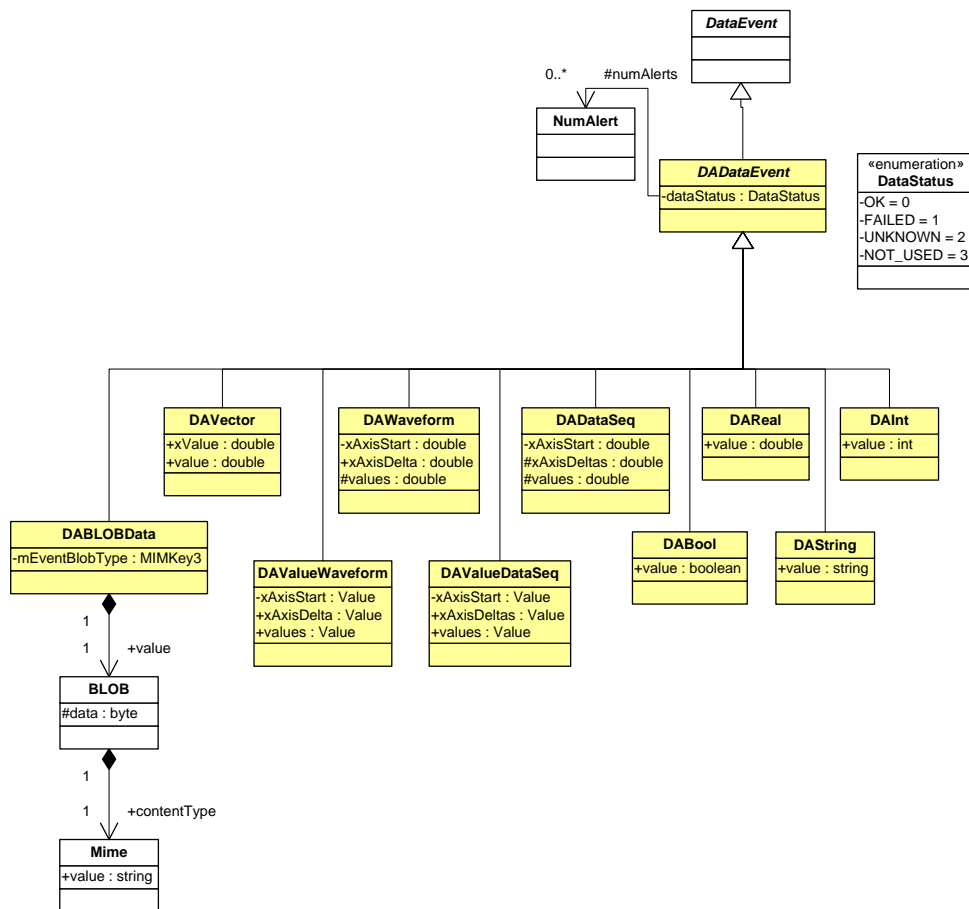 DataEvent
0..*
#numAlerts
NumAlert
DADataEvent
-dataStatus : DataStatus
«enumeration»
DataStatus
-OK = 0
-FAILED = 1
-UNKNOWN = 2
-NOT_USED = 3
DAVector
+xValue : double
+value : double
DAWaveform
-xAxisStart : double
+xAxisDelta : double
#values : double
DADataSeq
-xAxisStart : double
#xAxisDeltas : double
#values : double
DAReal
+value : double
DAInt
+value : int
DABLOBData
-mEventBlobType : MIMKey3
DAValueWaveform
-xAxisStart : Value
+xAxisDelta : Value
+values : Value
DAValueDataSeq
-xAxisStart : Value
+xAxisDeltas : Value
+values : Value
DABool
+value : boolean
DAString
+value : string
1
1
+value
BLOB
#data : byte
1
1
+contentType
Mime
+value : string